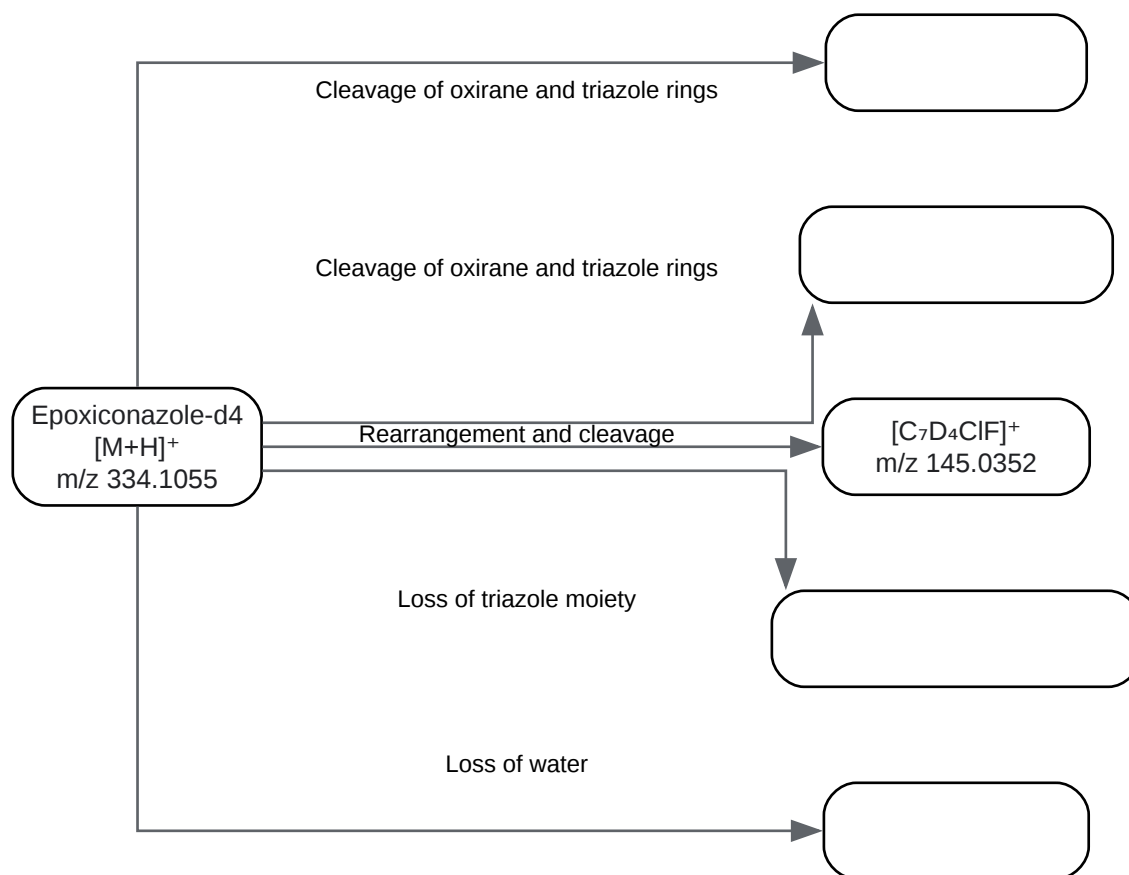 Cleavage of oxirane and triazole rings
Cleavage of oxirane and triazole rings
Epoxiconazole-d4
[M+H]⁺
m/z 334.1055
Rearrangement and cleavage
[C₇D₄ClF]⁺
m/z 145.0352
Loss of triazole moiety
Loss of water